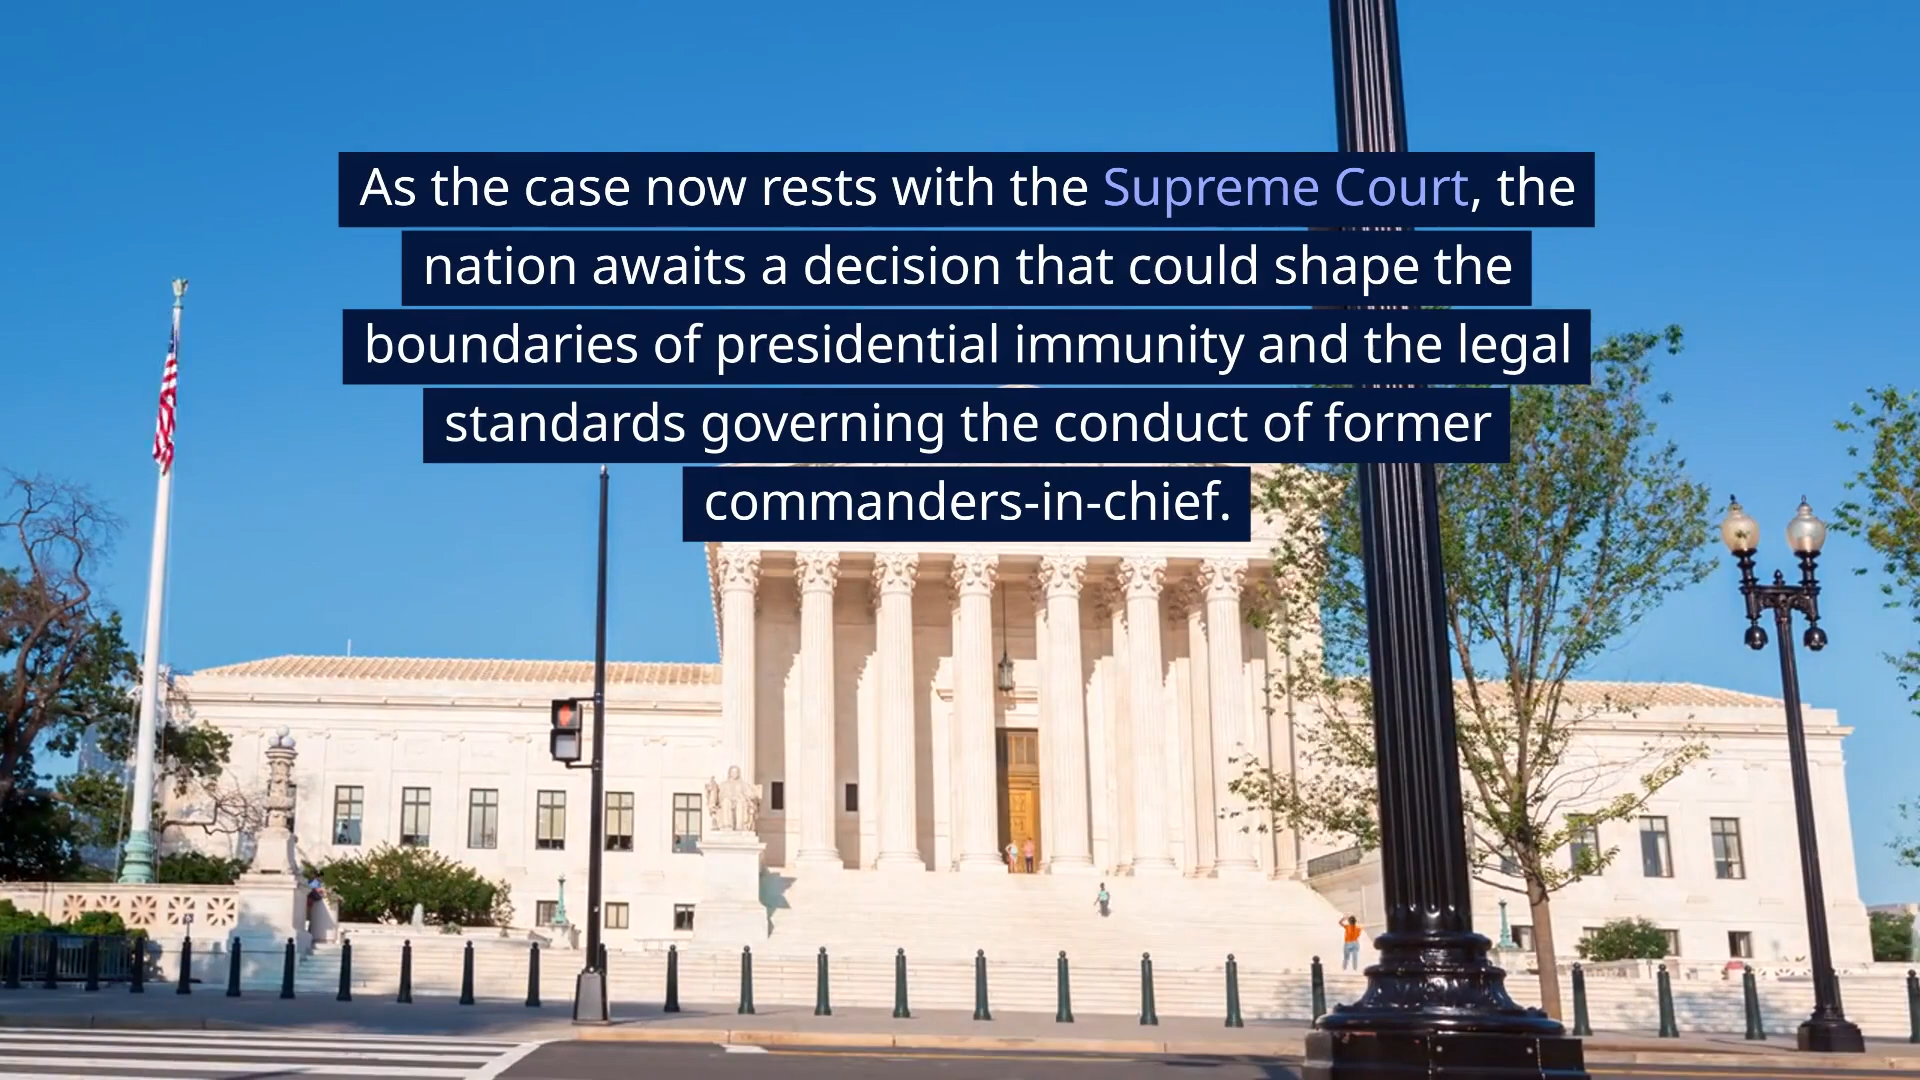 As the case now rests with the Supreme Court, the
nation awaits a decision that could shape the
boundaries of presidential immunity and the legal
standards governing the conduct of former
commanders-in-chief.